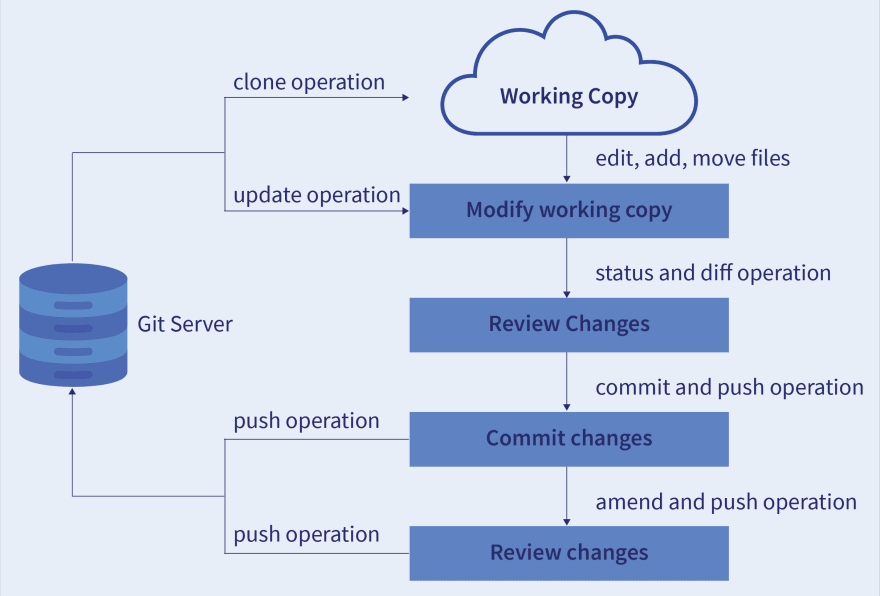 clone operation
Working Copy
edit, add, move files
update operation
Modify working copy
status and diff operation
Git Server
Review Changes
commit and push operation
push operation
Commit changes
amend and push operation
push operation
Review changes